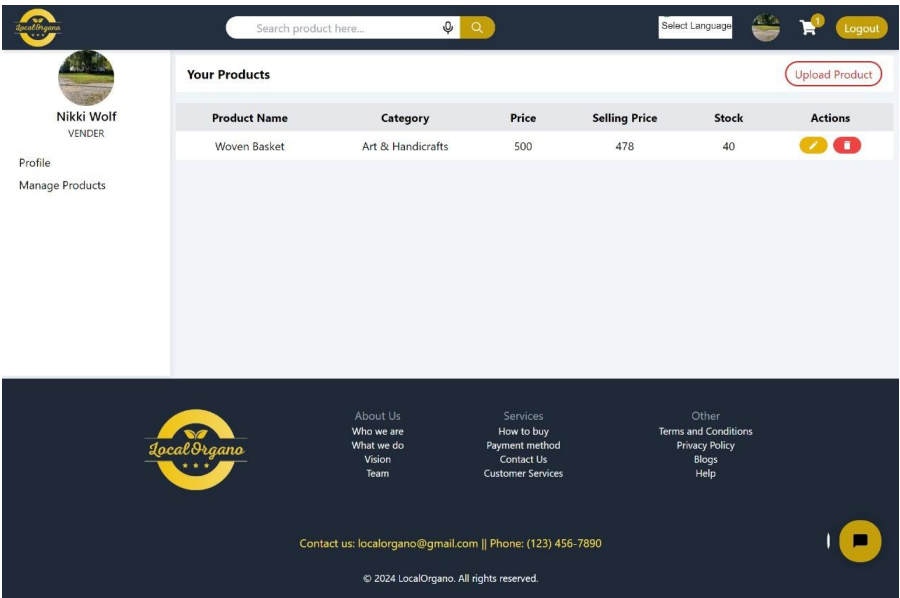 LocalOrgano
Search product here...
Select Language
1
Logout
Nikki Wolf
VENDER
Profile
Manage Products
Your Products
Upload Product
Product Name Category Price Selling Price Stock Actions
Woven Basket Art & Handicrafts 500 478 40
LocalOrgano
About Us
Who we are
What we do
Vision
Team
Services
How to buy
Payment method
Contact Us
Customer Services
Other
Terms and Conditions
Privacy Policy
Blogs
Help
Contact us: localorgano@gmail.com || Phone: (123) 456-7890
© 2024 LocalOrgano. All rights reserved.